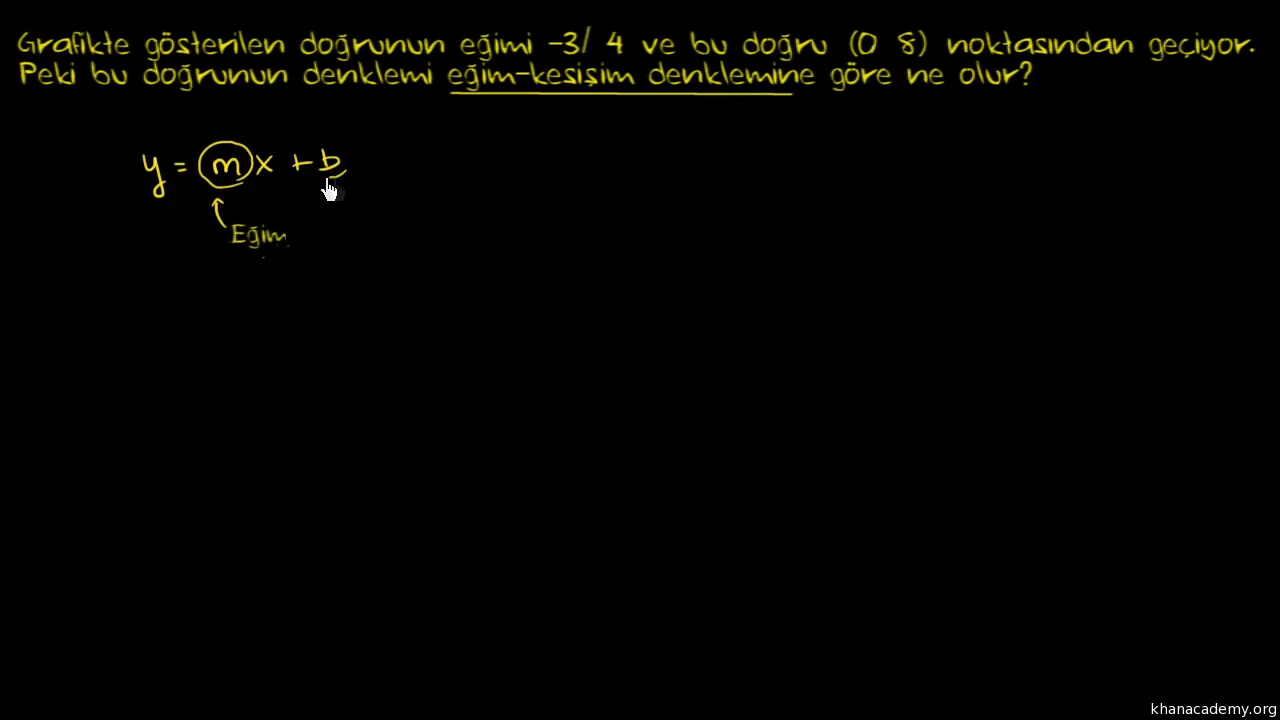 Grafikte gösterilen doğrunun eğimi -3/ 4 ve bu doğru (0 8) noktasından geçiyor.
Peki bu doğrunun denklemi eğim-kesişim denklemine göre ne olur?
y = mx + b
Eğim
khanacademy.org